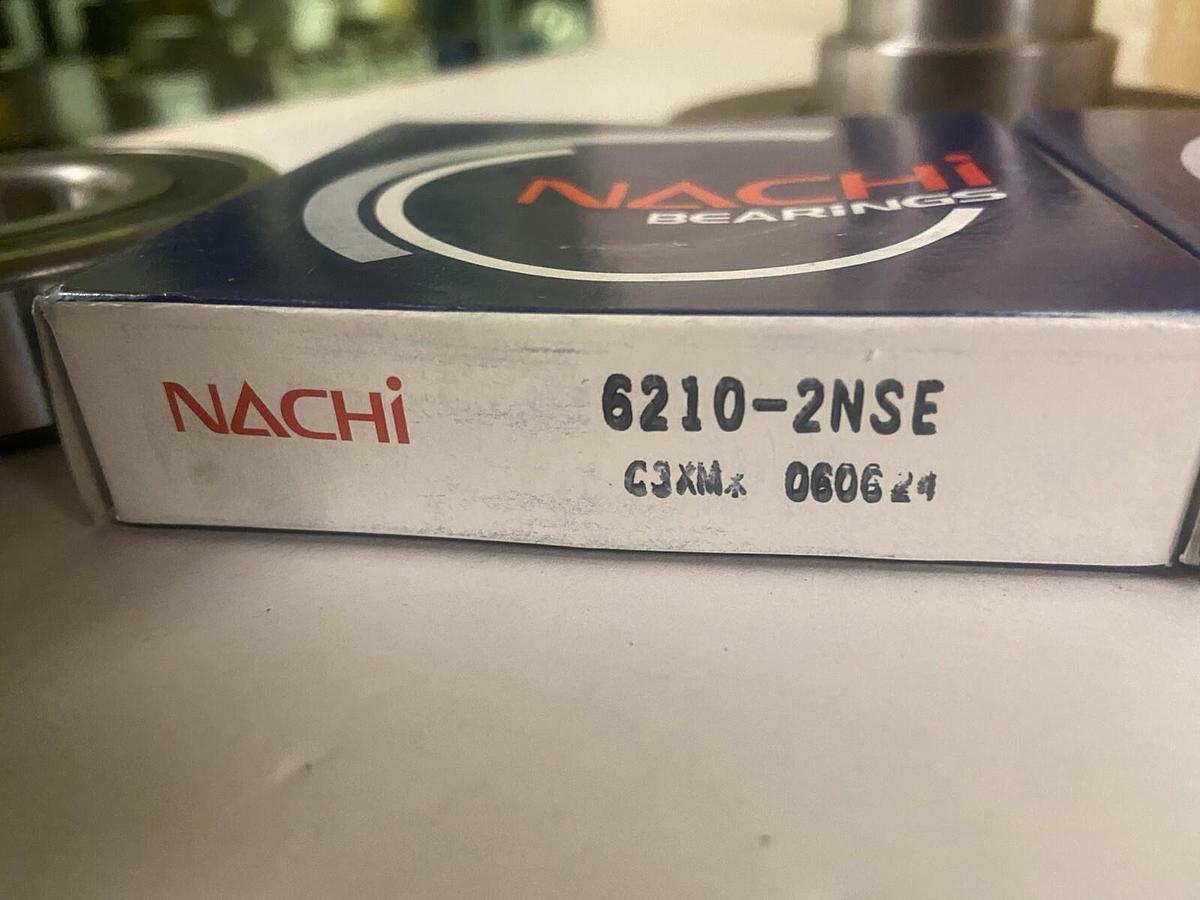 NACHi
BEARiNGS
NACHi
6210-2NSE
C3XM* 060624